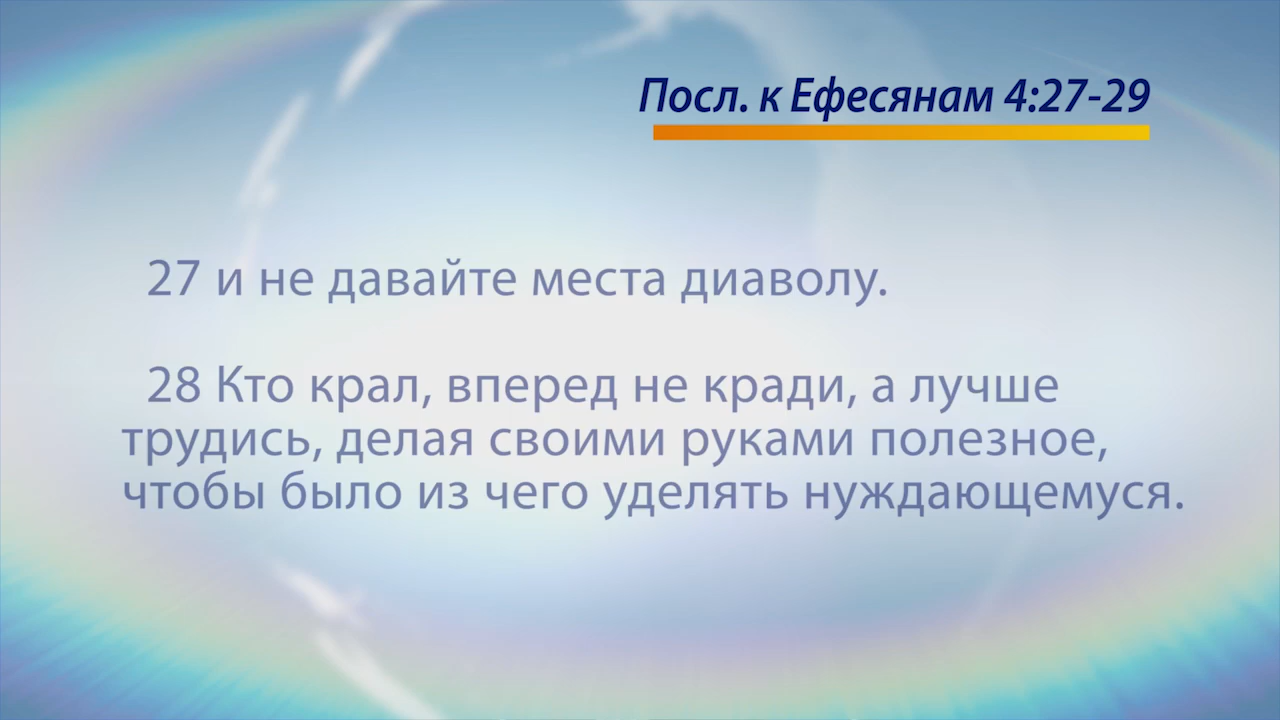 Посл. к Ефесянам 4:27-29
27 и не давайте места диаволу.
28 Кто крал, вперед не кради, а лучше
трудись, делая своими руками полезное,
чтобы было из чего уделять нуждающемуся.